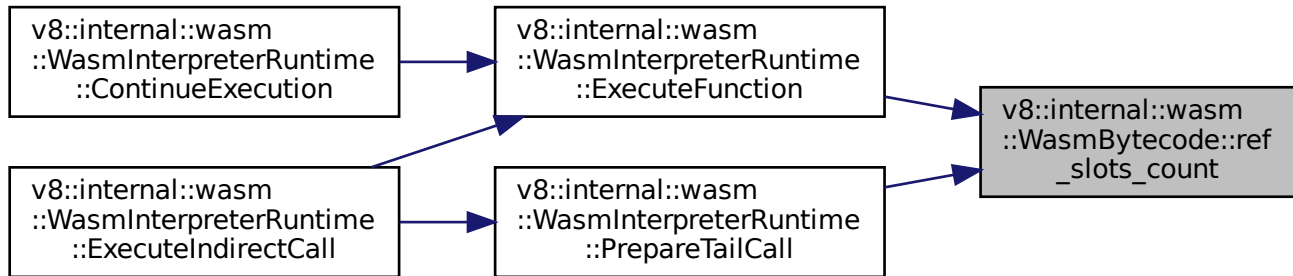 v8::internal::wasm
::WasmInterpreterRuntime
::ContinueExecution
v8::internal::wasm
::WasmInterpreterRuntime
::ExecuteFunction
v8::internal::wasm
::WasmBytecode::ref
_slots_count
v8::internal::wasm
::WasmInterpreterRuntime
::ExecuteIndirectCall
v8::internal::wasm
::WasmInterpreterRuntime
::PrepareTailCall